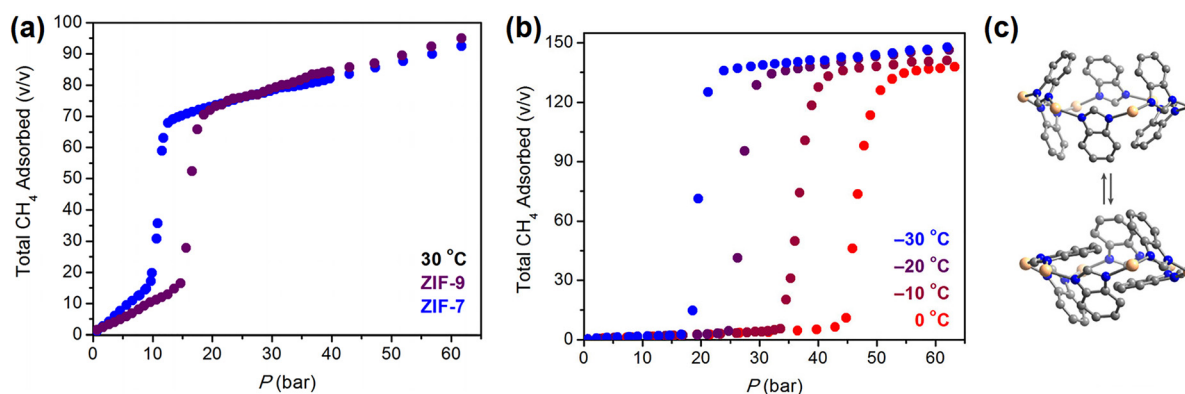 (a)
Total CH4 Adsorbed (v/v)
100
90
80
70
60
50
40
30
20
10
0
0 10 20 30 40 50 60
P (bar)
30 °C
ZIF-9
ZIF-7
(b)
Total CH4 Adsorbed (v/v)
150
120
90
60
30
0
0 10 20 30 40 50 60
P (bar)
–30 °C
–20 °C
–10 °C
0 °C
(c)